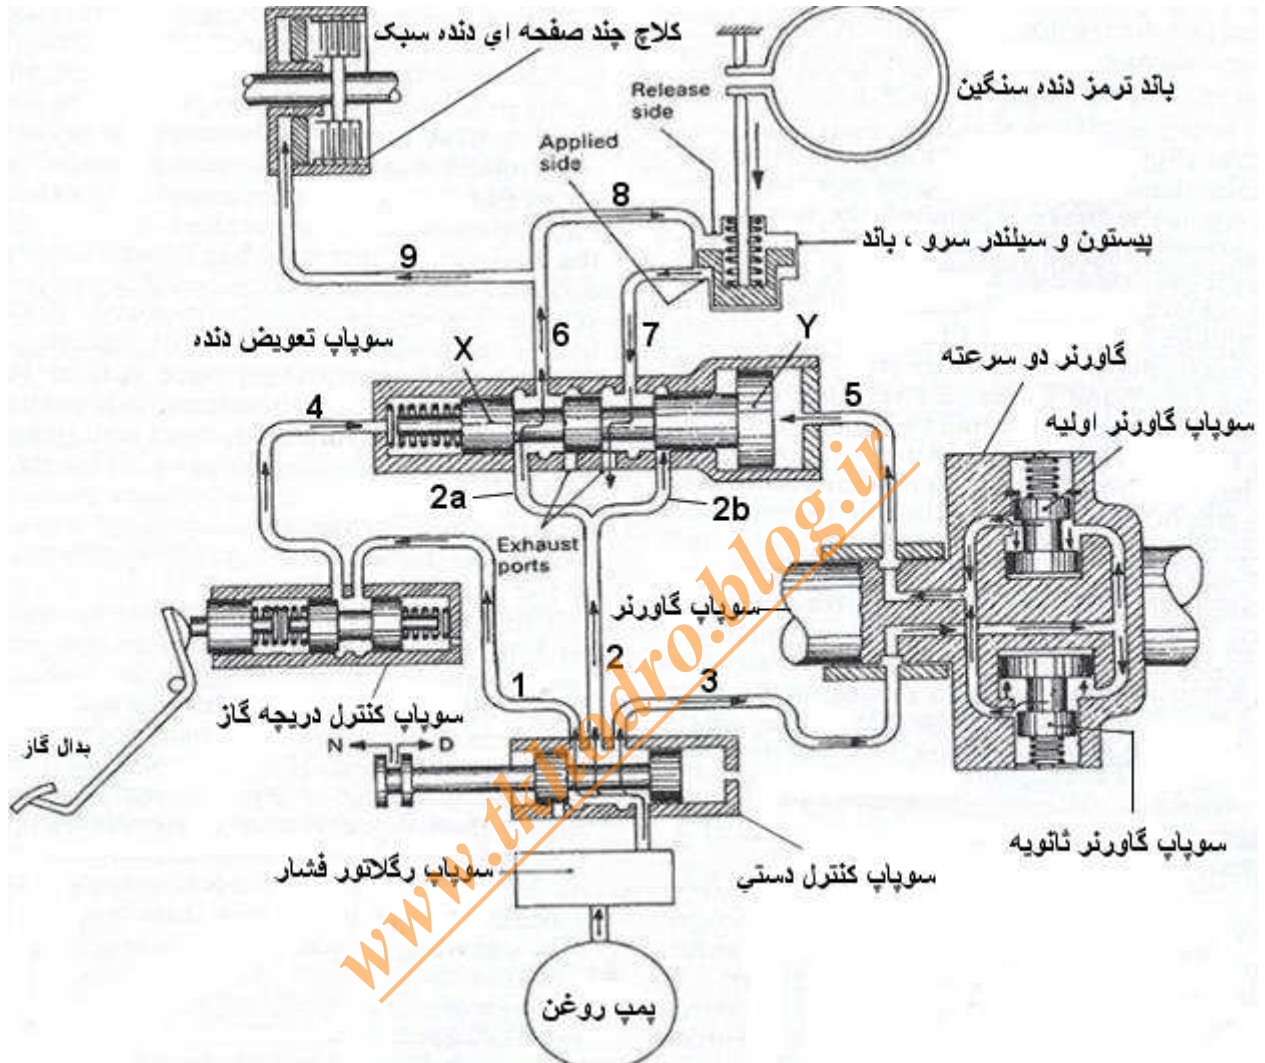 کلاچ چند صفحه اي دنده سبک
Release
side
باند ترمز دنده سنگین
Applied
side
8
پیستون و سیلندر سرو ، باند
9
سوپاپ تعویض دنده
X
6
7
Y
گاورنر دو سرعته
4
5
سوپاپ گاورنر اولیه
2a
2b
Exhaust
ports
سوپاپ گاورنر
1
2
3
سوپاپ کنترل دریچه گاز
بدال گاز
N
D
سوپاپ گاورنر ثانویه
سوپاپ رگلاتور فشار
سوپاپ کنترل دستي
پمپ روغن
www.tkhodro.blog.ir